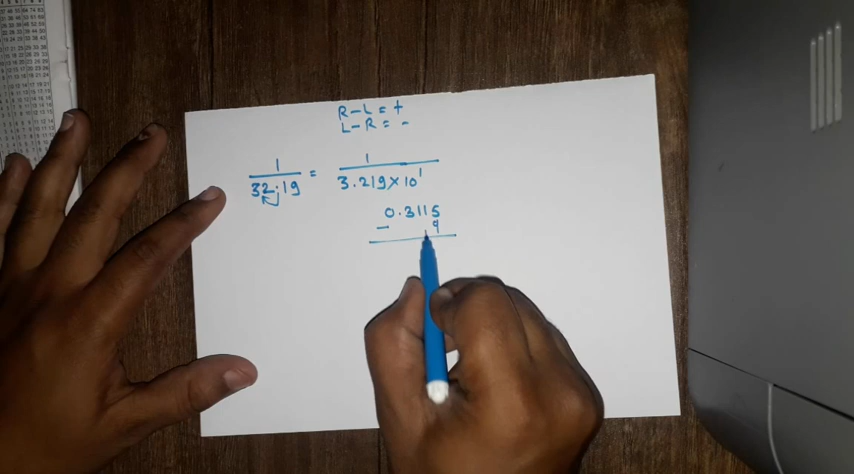 R-L = +
L-R = -
1/32.19 = 1/3.219×10¹
0.3115
- 9